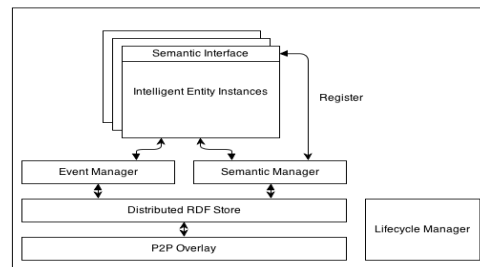 Semantic Interface
Intelligent Entity Instances
Register
Event Manager
Semantic Manager
Distributed RDF Store
Lifecycle Manager
P2P Overlay